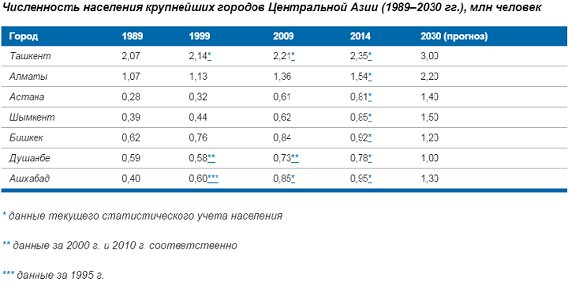 Численность населения крупнейших городов Центральной Азии (1989–2030 гг.), млн человек
Город 1989 1999 2009 2014 2030 (прогноз)
Ташкент 2,07 2,14* 2,21* 2,35* 3,00
Алматы 1,07 1,13 1,36 1,54* 2,20
Астана 0,28 0,32 0,61 0,81* 1,40
Шымкент 0,39 0,44 0,62 0,85* 1,50
Бишкек 0,62 0,76 0,84 0,92* 1,20
Душанбе 0,59 0,58** 0,73** 0,78* 1,00
Ашхабад 0,40 0,60*** 0,85* 0,95* 1,30
* данные текущего статистического учета населения
** данные за 2000 г. и 2010 г соответственно
*** данные за 1995 г.